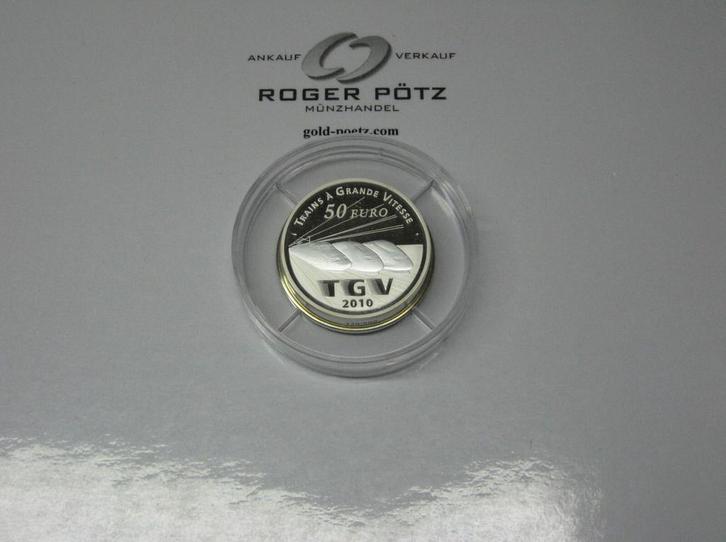 ANKAUF VERKAUF
ROGER PÖTZ
MÜNZHANDEL
gold-poetz.com
TRAINS À GRANDE VITESSE
50 EURO
TGV
2010